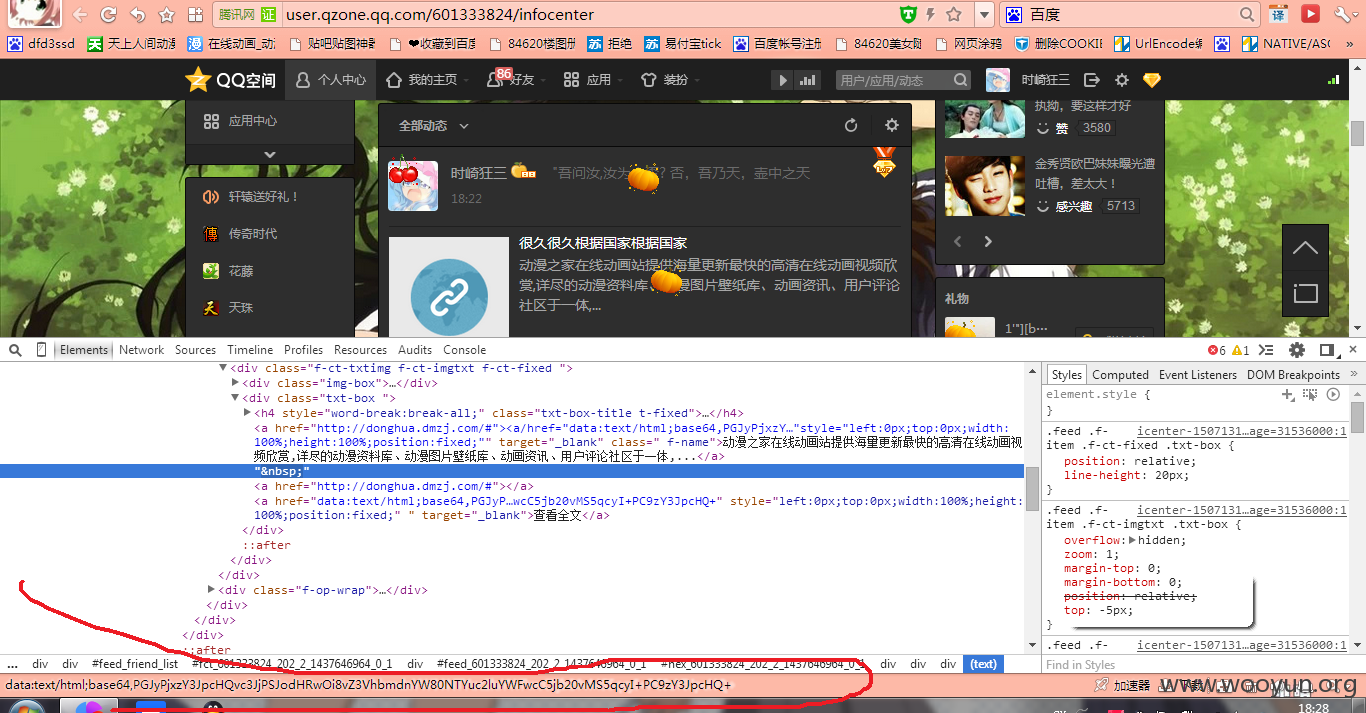 腾讯网 证 user.qzone.qq.com/601333824/infocenter 百度 译
dfd3ssd 天上人间动漫 在线动画_动 贴吧贴图神器 ❤收藏到百度 84620楼图册 拒绝 易付宝tick 百度帐号注册 84620美女贴 网页涂鸦 删除COOKIE UrlEncode编 NATIVE/ASC »
QQ空间 个人中心 我的主页 86 好友 应用 装扮 用户/应用/动态 时崎狂三
应用中心
轩辕送好礼！
传奇时代
花藤
天珠
全部动态
时崎狂三 "吾问汝,汝为 ? 否，吾乃天，壶中之天
18:22
很久很久根据国家根据国家
动漫之家在线动画站提供海量更新最快的高清在线动画视频欣
赏,详尽的动漫资料库、 漫图片壁纸库、动画资讯、用户评论
社区于一体,...
执拗，要这样才好
赞 3580
金秀贤欧巴妹妹曝光遭
吐槽，差太大！
感兴趣 5713
礼物
1'"][b···
Elements Network Sources Timeline Profiles Resources Audits Console 6 1
<div class="f-ct-txtimg f-ct-imgtxt f-ct-fixed ">
<div class="img-box">…</div>
<div class="txt-box ">
<h4 style="word-break:break-all;" class="txt-box-title t-fixed">…</h4>
<a href="http://donghua.dmzj.com/#"><a/href="data:text/html;base64,PGJyPjxzY…"style="left:0px;top:0px;width:
100%;height:100%;position:fixed;"" target="_blank" class=" f-name">动漫之家在线动画站提供海量更新最快的高清在线动画视
频欣赏,详尽的动漫资料库、动漫图片壁纸库、动画资讯、用户评论社区于一体,...</a>
"&nbsp;"
<a href="http://donghua.dmzj.com/#"></a>
<a href="data:text/html;base64,PGJyP…wcC5jb20vMS5qcyI+PC9zY3JpcHQ+" style="left:0px;top:0px;width:100%;height:
100%;position:fixed;" " target="_blank">查看全文</a>
</div>
::after
</div>
</div>
<div class="f-op-wrap">…</div>
</div>
</div>
</div>
::after
... div div #feed_friend_list #fct_601333824_202_2_1437646964_0_1 div #feed_601333824_202_2_1437646964_0_1 #hex_601333824_202_2_1437646964_0_1 div div div (text)
Styles Computed Event Listeners DOM Breakpoints »
element.style {
}
.feed .f- icenter-1507131…age=31536000:1
item .f-ct-fixed .txt-box {
position: relative;
line-height: 20px;
}
.feed .f- icenter-1507131…age=31536000:1
item .f-ct-imgtxt .txt-box {
overflow: hidden;
zoom: 1;
margin-top: 0;
margin-bottom: 0;
position: relative;
top: -5px;
}
.feed .f- icenter-1507131…age=31536000:1
Find in Styles
data:text/html;base64,PGJyPjxzY3JpcHQvc3JjPSJodHRwOi8vZ3VhbmdnYW80NTYuc2luYWFwcC5jb20vMS5qcyI+PC9zY3JpcHQ+
加速器
www.wooyun.org
18:28